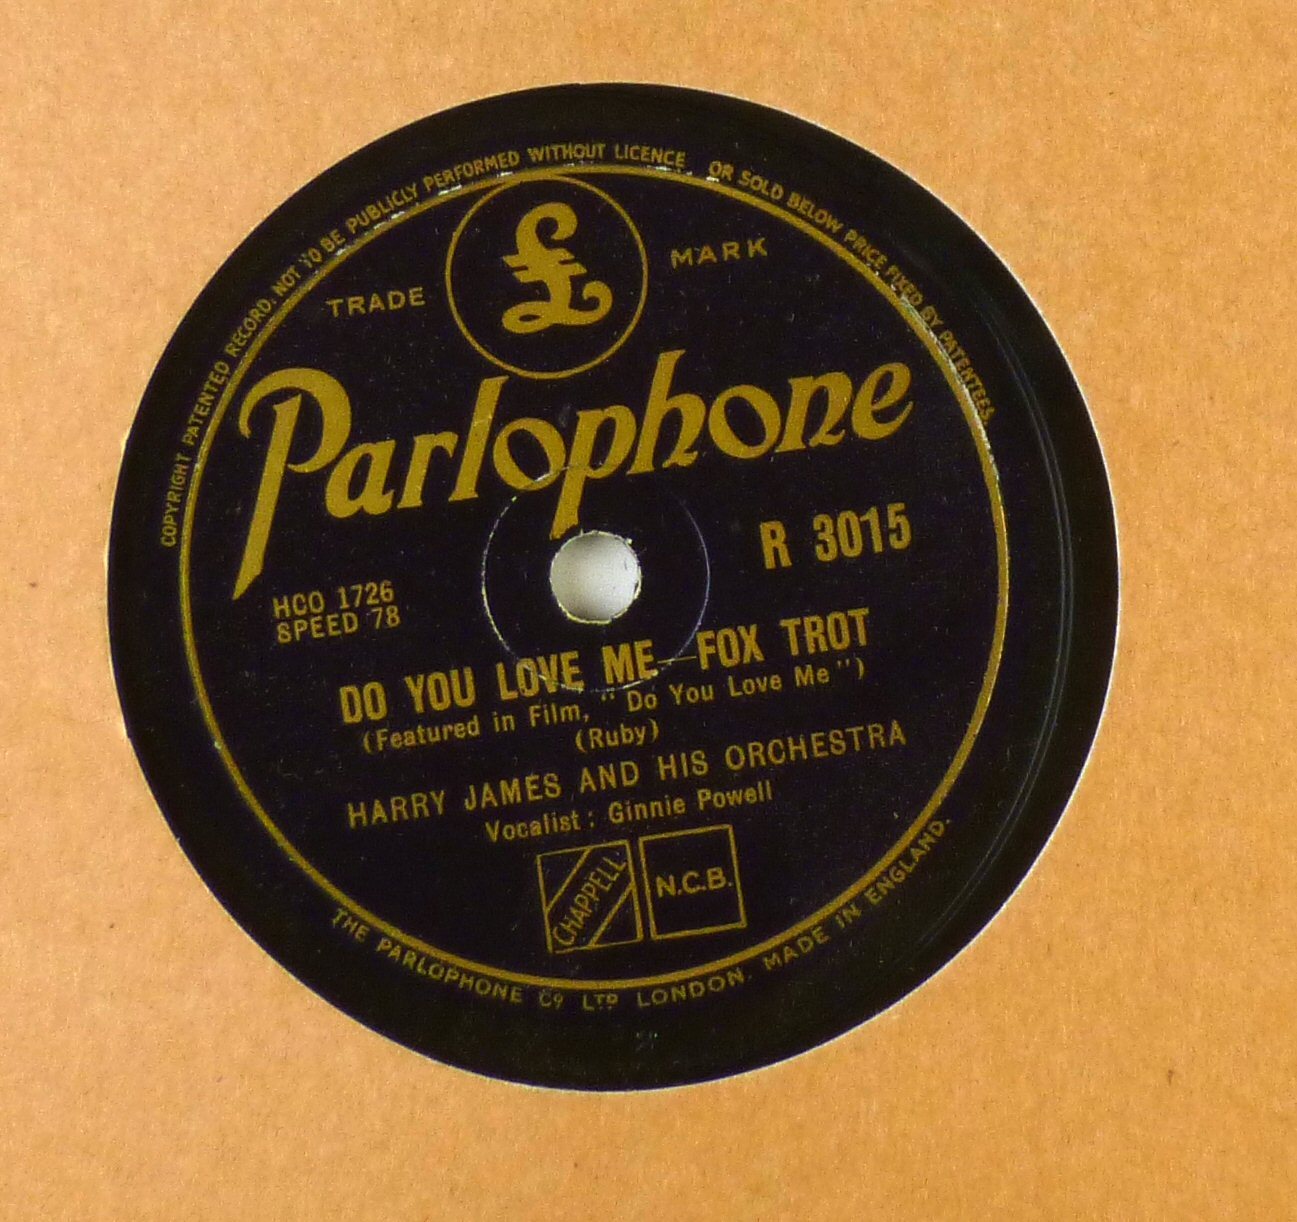 COPYRIGHT PATENTED RECORD. NOT TO BE PUBLICLY PERFORMED WITHOUT LICENCE OR SOLD BELOW PRICE FIXED BY PATENTEES.
£
TRADE MARK
Parlophone
R 3015
HCO 1726
SPEED 78
DO YOU LOVE ME—FOX TROT
(Featured in Film, "Do You Love Me")
(Ruby)
HARRY JAMES AND HIS ORCHESTRA
Vocalist: Ginnie Powell
CHAPPELL
N.C.B.
THE PARLOPHONE CO LTD LONDON. MADE IN ENGLAND.